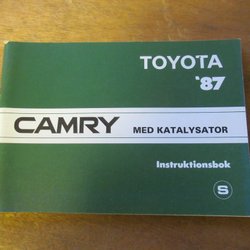 TOYOTA
'87
CAMRY MED KATALYSATOR
Instruktionsbok
S